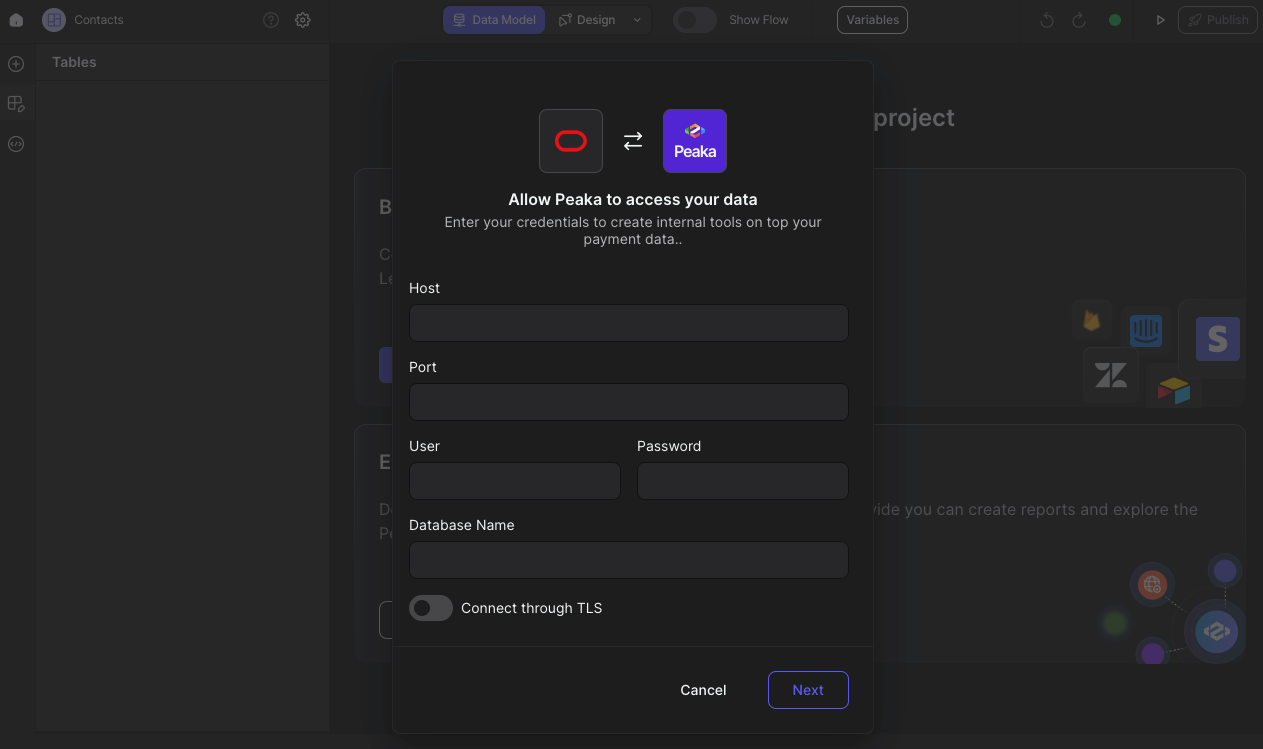 Contacts
Data Model
Design
Show Flow
Variables
Publish
Tables
project
Peaka
Allow Peaka to access your data
Enter your credentials to create internal tools on top your
payment data..
B
C
Le
Host
Port
User
Password
Database Name
E
vide you can create reports and explore the
Pe
Connect through TLS
Cancel
Next